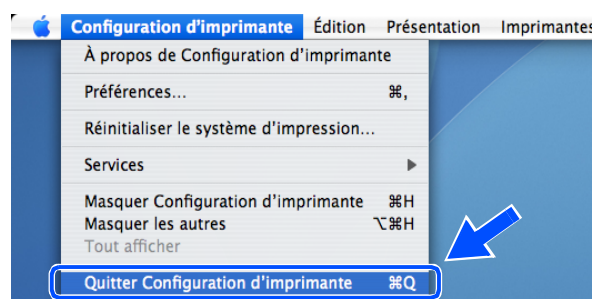 Configuration d'imprimante Édition Présentation Imprimantes
À propos de Configuration d'imprimante
Préférences... ⌘,
Réinitialiser le système d'impression...
Services ▶
Masquer Configuration d'imprimante ⌘H
Masquer les autres ⌥⌘H
Tout afficher
Quitter Configuration d'imprimante ⌘Q